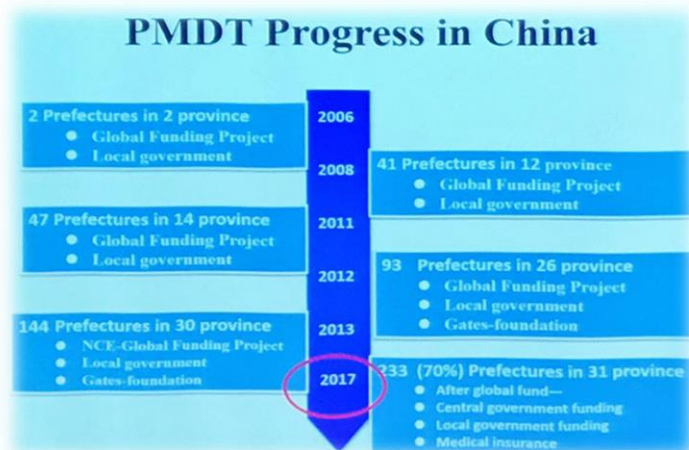 PMDT Progress in China
2006
2 Prefectures in 2 province
Global Funding Project
Local government
2008
41 Prefectures in 12 province
Global Funding Project
Local government
2011
47 Prefectures in 14 province
Global Funding Project
Local government
2012
93 Prefectures in 26 province
Global Funding Project
Local government
Gates-foundation
2013
144 Prefectures in 30 province
NCE-Global Funding Project
Local government
Gates-foundation
2017
233 (70%) Prefectures in 31 province
After global fund—
Central government funding
Local government funding
Medical insurance